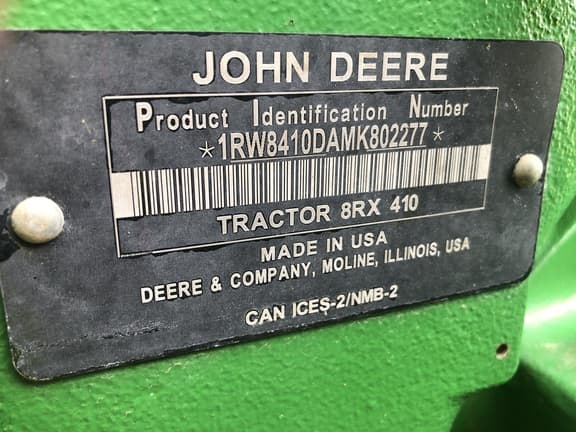 JOHN DEERE
Product Identification Number
*1RW8410DAMK802277*
TRACTOR 8RX 410
MADE IN USA
DEERE & COMPANY, MOLINE, ILLINOIS, USA
CAN ICES-2/NMB-2